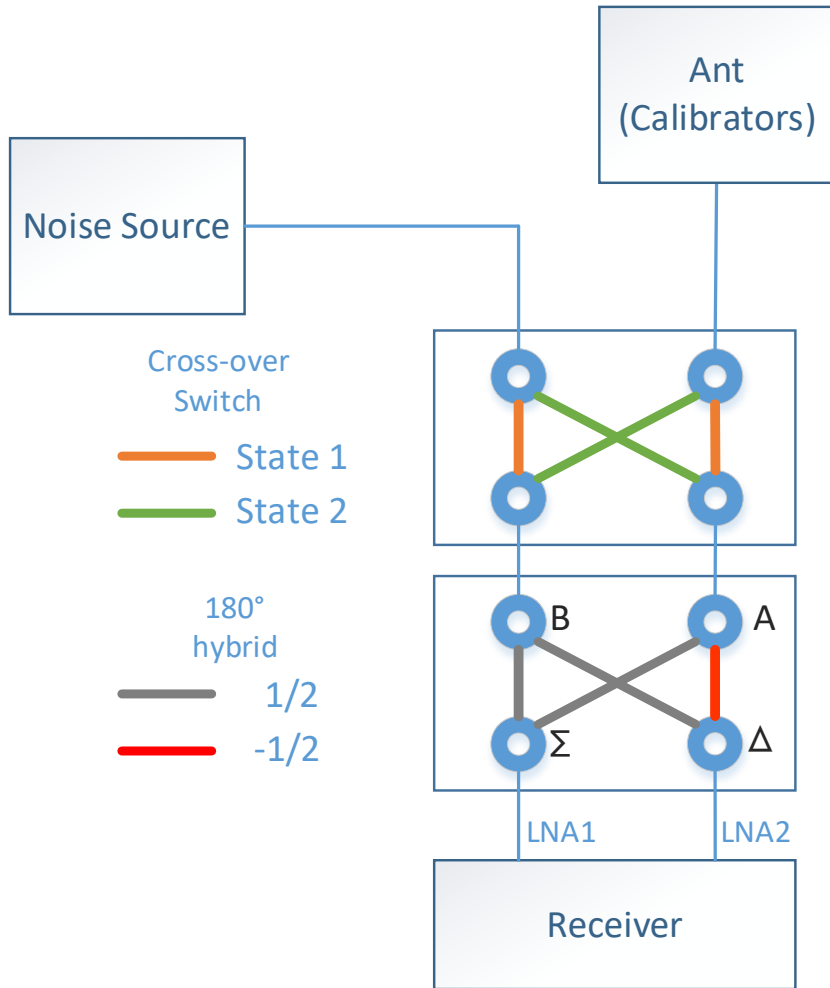 Ant
(Calibrators)
Noise Source
Cross-over
Switch
State 1
State 2
180°
hybrid
1/2
-1/2
B
A
Σ
Δ
LNA1
LNA2
Receiver